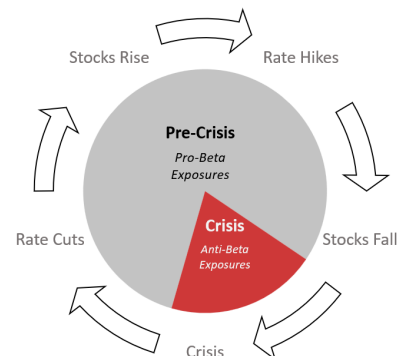 Stocks Rise
Rate Hikes
Pre-Crisis
Pro-Beta
Exposures
Crisis
Anti-Beta
Exposures
Rate Cuts
Stocks Fall
Crisis